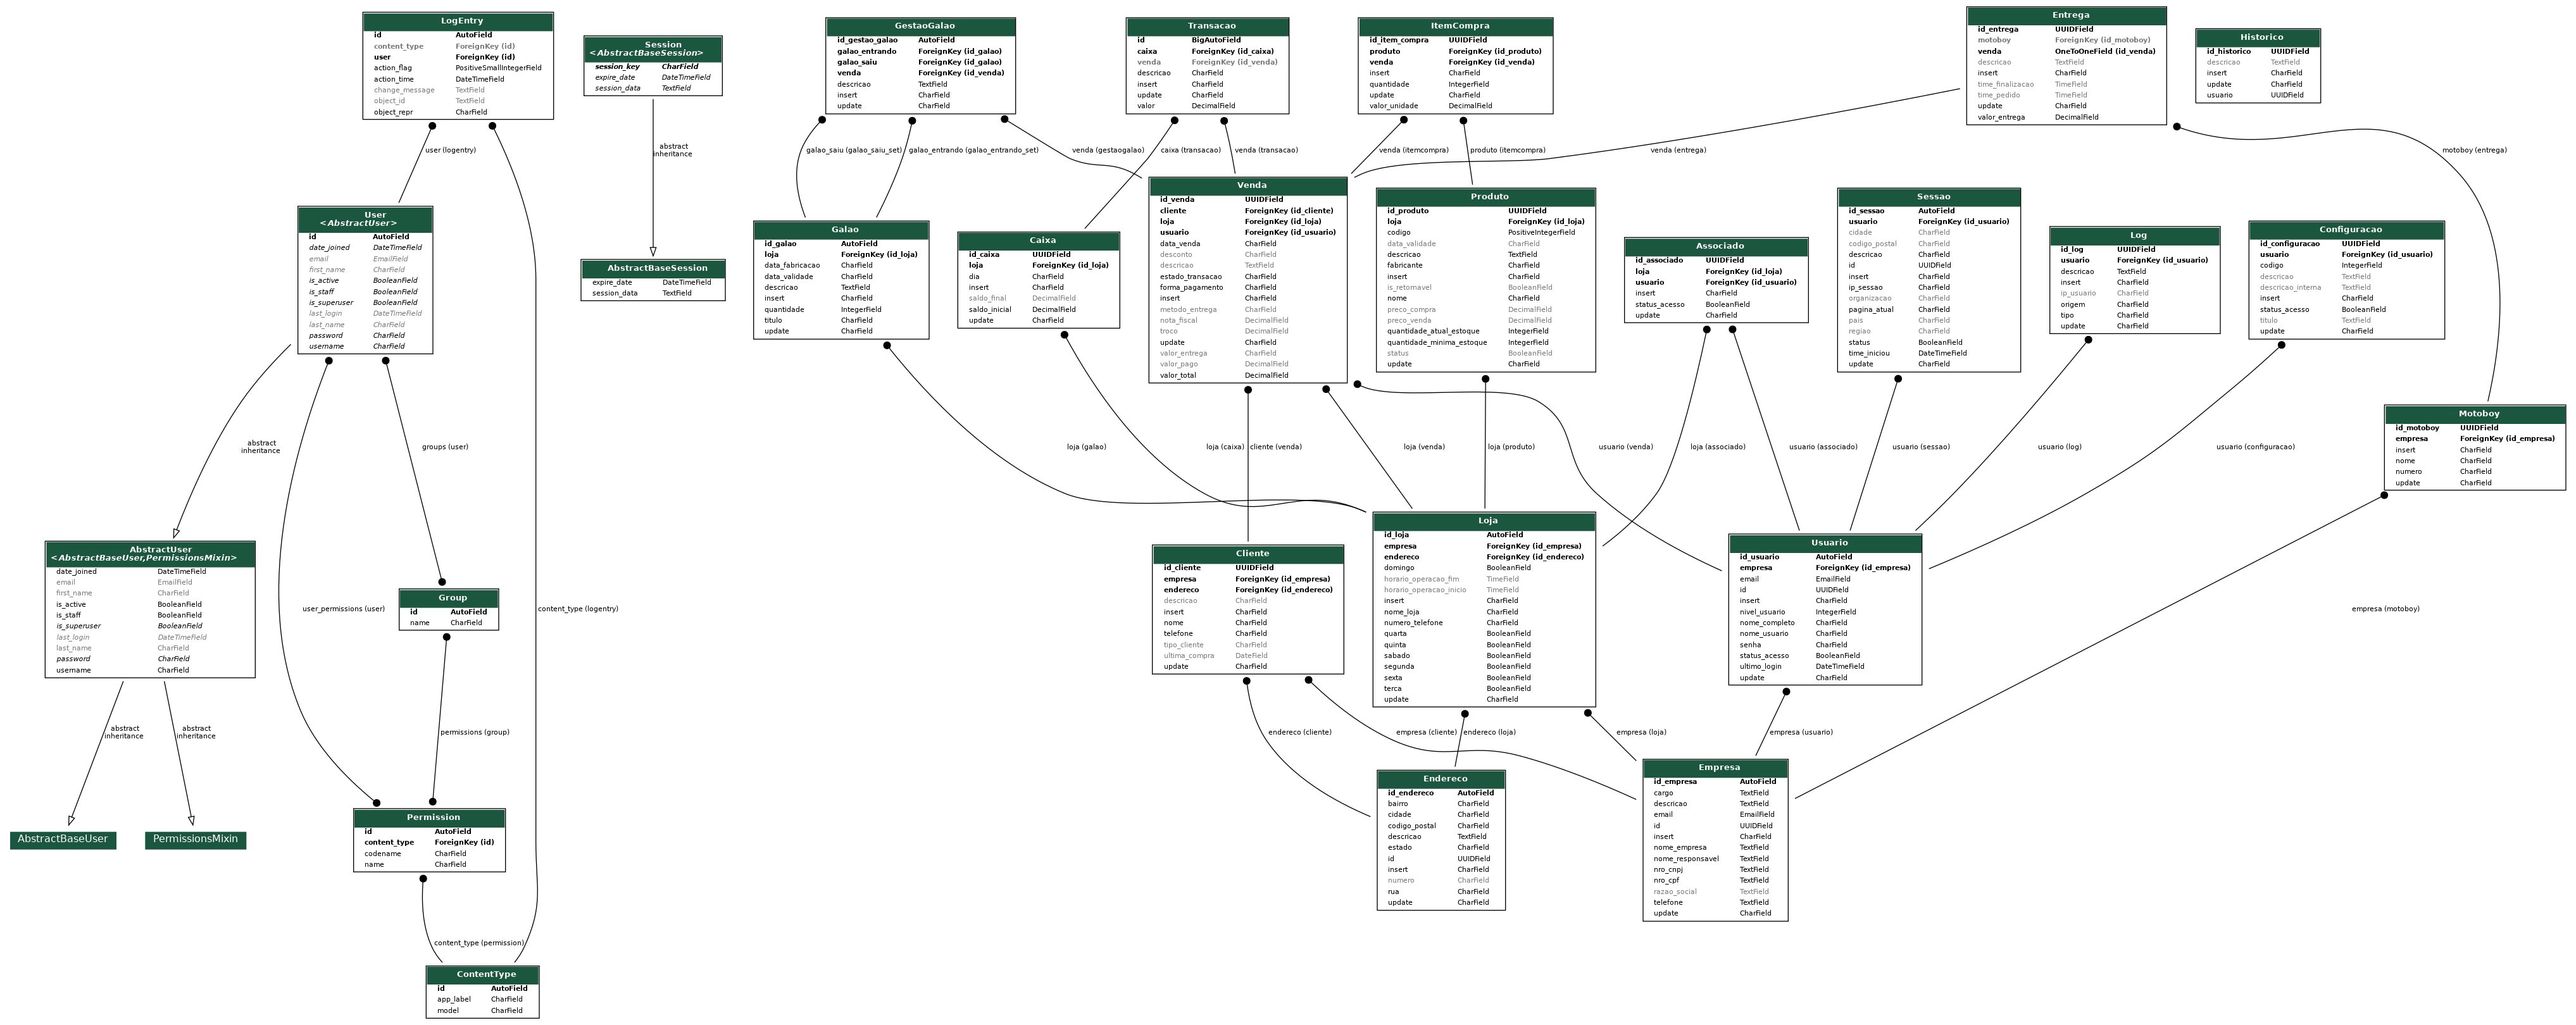 LogEntry
id AutoField
content_type ForeignKey (id)
user ForeignKey (id)
action_flag PositiveSmallIntegerField
action_time DateTimeField
change_message TextField
object_id TextField
object_repr CharField
Session
<AbstractBaseSession>
session_key CharField
expire_date DateTimeField
session_data TextField
GestaoGalao
id_gestao_galao AutoField
galao_entrando ForeignKey (id_galao)
galao_saiu ForeignKey (id_galao)
venda ForeignKey (id_venda)
descricao TextField
insert CharField
update CharField
Transacao
id BigAutoField
caixa ForeignKey (id_caixa)
venda ForeignKey (id_venda)
descricao CharField
insert CharField
update CharField
valor DecimalField
ItemCompra
id_item_compra UUIDField
produto ForeignKey (id_produto)
venda ForeignKey (id_venda)
insert CharField
quantidade IntegerField
update CharField
valor_unidade DecimalField
Entrega
id_entrega UUIDField
motoboy ForeignKey (id_motoboy)
venda OneToOneField (id_venda)
descricao TextField
insert CharField
time_finalizacao TimeField
time_pedido TimeField
update CharField
valor_entrega DecimalField
Historico
id_historico UUIDField
descricao TextField
insert CharField
update CharField
usuario UUIDField
user (logentry)
abstract
inheritance
galao_saiu (galao_saiu_set)
galao_entrando (galao_entrando_set)
venda (gestaogalao)
caixa (transacao)
venda (transacao)
venda (itemcompra)
produto (itemcompra)
venda (entrega)
motoboy (entrega)
User
<AbstractUser>
id AutoField
date_joined DateTimeField
email EmailField
first_name CharField
is_active BooleanField
is_staff BooleanField
is_superuser BooleanField
last_login DateTimeField
last_name CharField
password CharField
username CharField
AbstractBaseSession
expire_date DateTimeField
session_data TextField
Galao
id_galao AutoField
loja ForeignKey (id_loja)
data_fabricacao CharField
data_validade CharField
descricao TextField
insert CharField
quantidade IntegerField
titulo CharField
update CharField
Caixa
id_caixa UUIDField
loja ForeignKey (id_loja)
dia CharField
insert CharField
saldo_final DecimalField
saldo_inicial DecimalField
update CharField
Venda
id_venda UUIDField
cliente ForeignKey (id_cliente)
loja ForeignKey (id_loja)
usuario ForeignKey (id_usuario)
data_venda CharField
desconto CharField
descricao TextField
estado_transacao CharField
forma_pagamento CharField
insert CharField
metodo_entrega CharField
nota_fiscal DecimalField
troco DecimalField
update CharField
valor_entrega CharField
valor_pago DecimalField
valor_total DecimalField
Produto
id_produto UUIDField
loja ForeignKey (id_loja)
codigo PositiveIntegerField
data_validade CharField
descricao TextField
fabricante CharField
insert CharField
is_retornavel BooleanField
nome CharField
preco_compra DecimalField
preco_venda DecimalField
quantidade_atual_estoque IntegerField
quantidade_minima_estoque IntegerField
status BooleanField
update CharField
Associado
id_associado UUIDField
loja ForeignKey (id_loja)
usuario ForeignKey (id_usuario)
insert CharField
status_acesso BooleanField
update CharField
Sessao
id_sessao AutoField
usuario ForeignKey (id_usuario)
cidade CharField
codigo_postal CharField
descricao CharField
id UUIDField
insert CharField
ip_sessao CharField
organizacao CharField
pagina_atual CharField
pais CharField
regiao CharField
status BooleanField
time_iniciou DateTimeField
update CharField
Log
id_log UUIDField
usuario ForeignKey (id_usuario)
descricao TextField
insert CharField
ip_usuario CharField
origem CharField
tipo CharField
update CharField
Configuracao
id_configuracao UUIDField
usuario ForeignKey (id_usuario)
codigo IntegerField
descricao TextField
descricao_interna TextField
insert CharField
status_acesso BooleanField
titulo TextField
update CharField
Motoboy
id_motoboy UUIDField
empresa ForeignKey (id_empresa)
insert CharField
nome CharField
numero CharField
update CharField
abstract
inheritance
groups (user)
loja (galao)
loja (caixa)
cliente (venda)
loja (venda)
loja (produto)
usuario (venda)
loja (associado)
usuario (associado)
usuario (sessao)
usuario (log)
usuario (configuracao)
AbstractUser
<AbstractBaseUser,PermissionsMixin>
date_joined DateTimeField
email EmailField
first_name CharField
is_active BooleanField
is_staff BooleanField
is_superuser BooleanField
last_login DateTimeField
last_name CharField
password CharField
username CharField
user_permissions (user)
Group
id AutoField
name CharField
content_type (logentry)
Cliente
id_cliente UUIDField
empresa ForeignKey (id_empresa)
endereco ForeignKey (id_endereco)
descricao CharField
insert CharField
nome CharField
telefone CharField
tipo_cliente CharField
ultima_compra DateField
update CharField
Loja
id_loja AutoField
empresa ForeignKey (id_empresa)
endereco ForeignKey (id_endereco)
domingo BooleanField
horario_operacao_fim TimeField
horario_operacao_inicio TimeField
insert CharField
nome_loja CharField
numero_telefone CharField
quarta BooleanField
quinta BooleanField
sabado BooleanField
segunda BooleanField
sexta BooleanField
terca BooleanField
update CharField
Usuario
id_usuario AutoField
empresa ForeignKey (id_empresa)
email EmailField
id UUIDField
insert CharField
nivel_usuario IntegerField
nome_completo CharField
nome_usuario CharField
senha CharField
status_acesso BooleanField
ultimo_login DateTimeField
update CharField
empresa (motoboy)
abstract
inheritance
abstract
inheritance
permissions (group)
endereco (cliente)
empresa (cliente)
endereco (loja)
empresa (loja)
empresa (usuario)
AbstractBaseUser
PermissionsMixin
Permission
id AutoField
content_type ForeignKey (id)
codename CharField
name CharField
Endereco
id_endereco AutoField
bairro CharField
cidade CharField
codigo_postal CharField
descricao TextField
estado CharField
id UUIDField
insert CharField
numero CharField
rua CharField
update CharField
Empresa
id_empresa AutoField
cargo TextField
descricao TextField
email EmailField
id UUIDField
insert CharField
nome_empresa TextField
nome_responsavel TextField
nro_cnpj TextField
nro_cpf TextField
razao_social TextField
telefone TextField
update CharField
content_type (permission)
ContentType
id AutoField
app_label CharField
model CharField